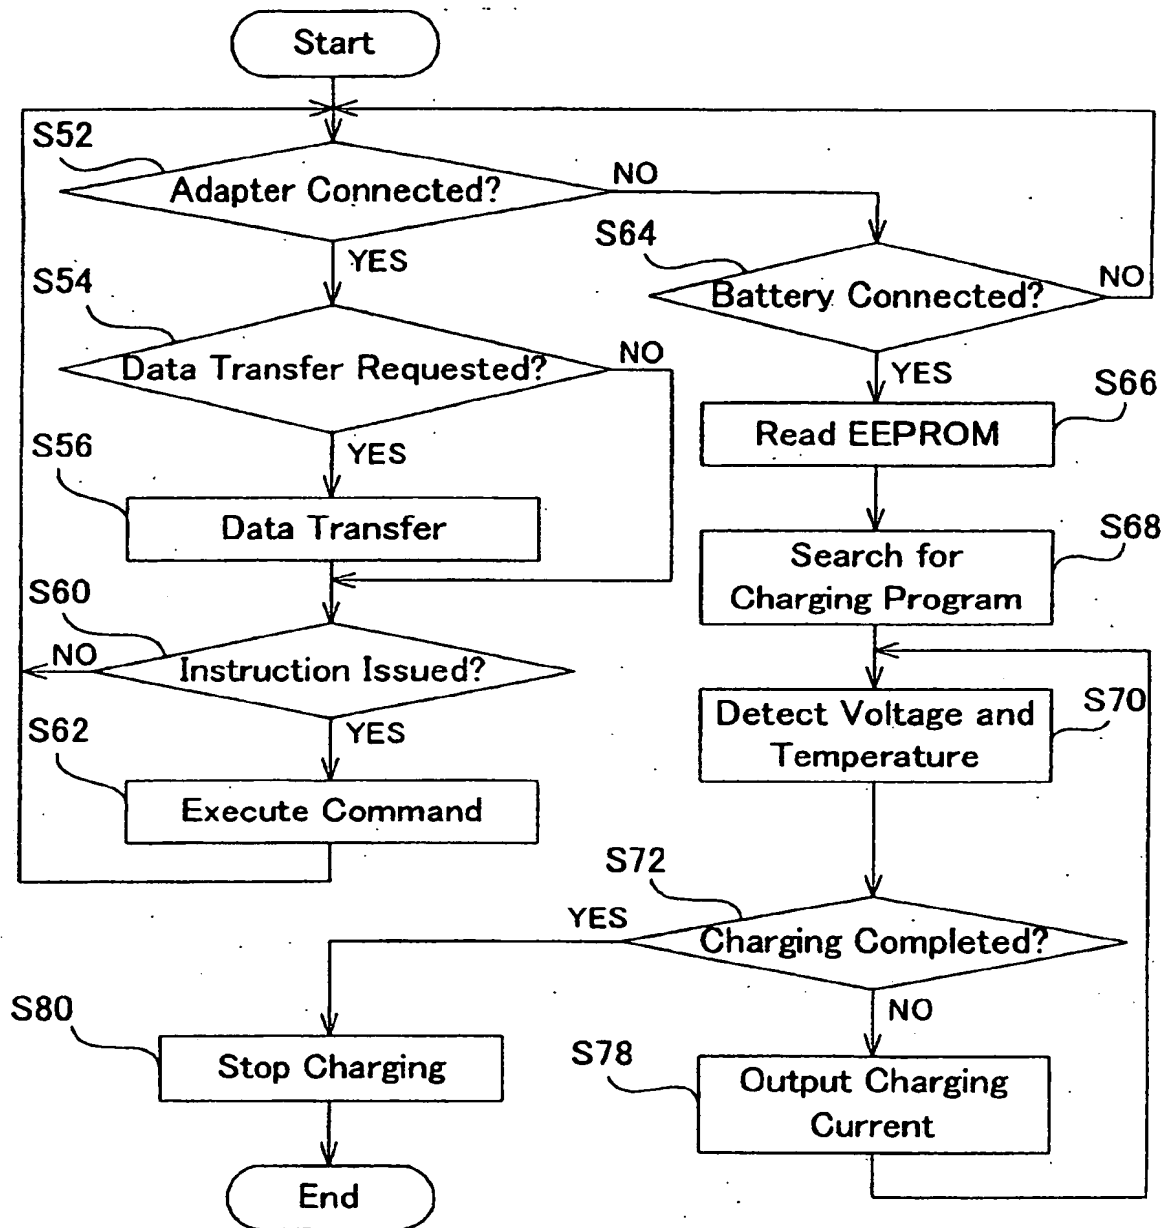 Start
S52
Adapter Connected?
NO
YES
S64
Battery Connected?
NO
YES
S54
Data Transfer Requested?
NO
YES
S66
Read EEPROM
S56
Data Transfer
S68
Search for
Charging Program
S60
Instruction Issued?
NO
YES
S70
Detect Voltage and
Temperature
S62
Execute Command
S72
Charging Completed?
YES
NO
S80
Stop Charging
S78
Output Charging
Current
End